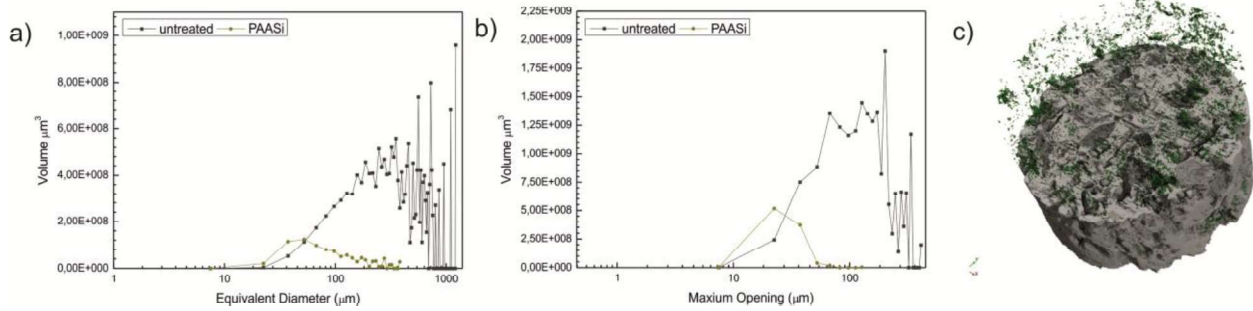 a)
untreated PAASi
1,00E+009
8,00E+008
6,00E+008
4,00E+008
2,00E+008
0,00E+000
Volume µm³
1 10 100 1000
Equivalent Diameter (µm)
b)
untreated PAASi
2,25E+009
2,00E+009
1,75E+009
1,50E+009
1,25E+009
1,00E+009
7,50E+008
5,00E+008
2,50E+008
0,00E+000
Volume µm³
1 10 100
Maxium Opening (µm)
c)